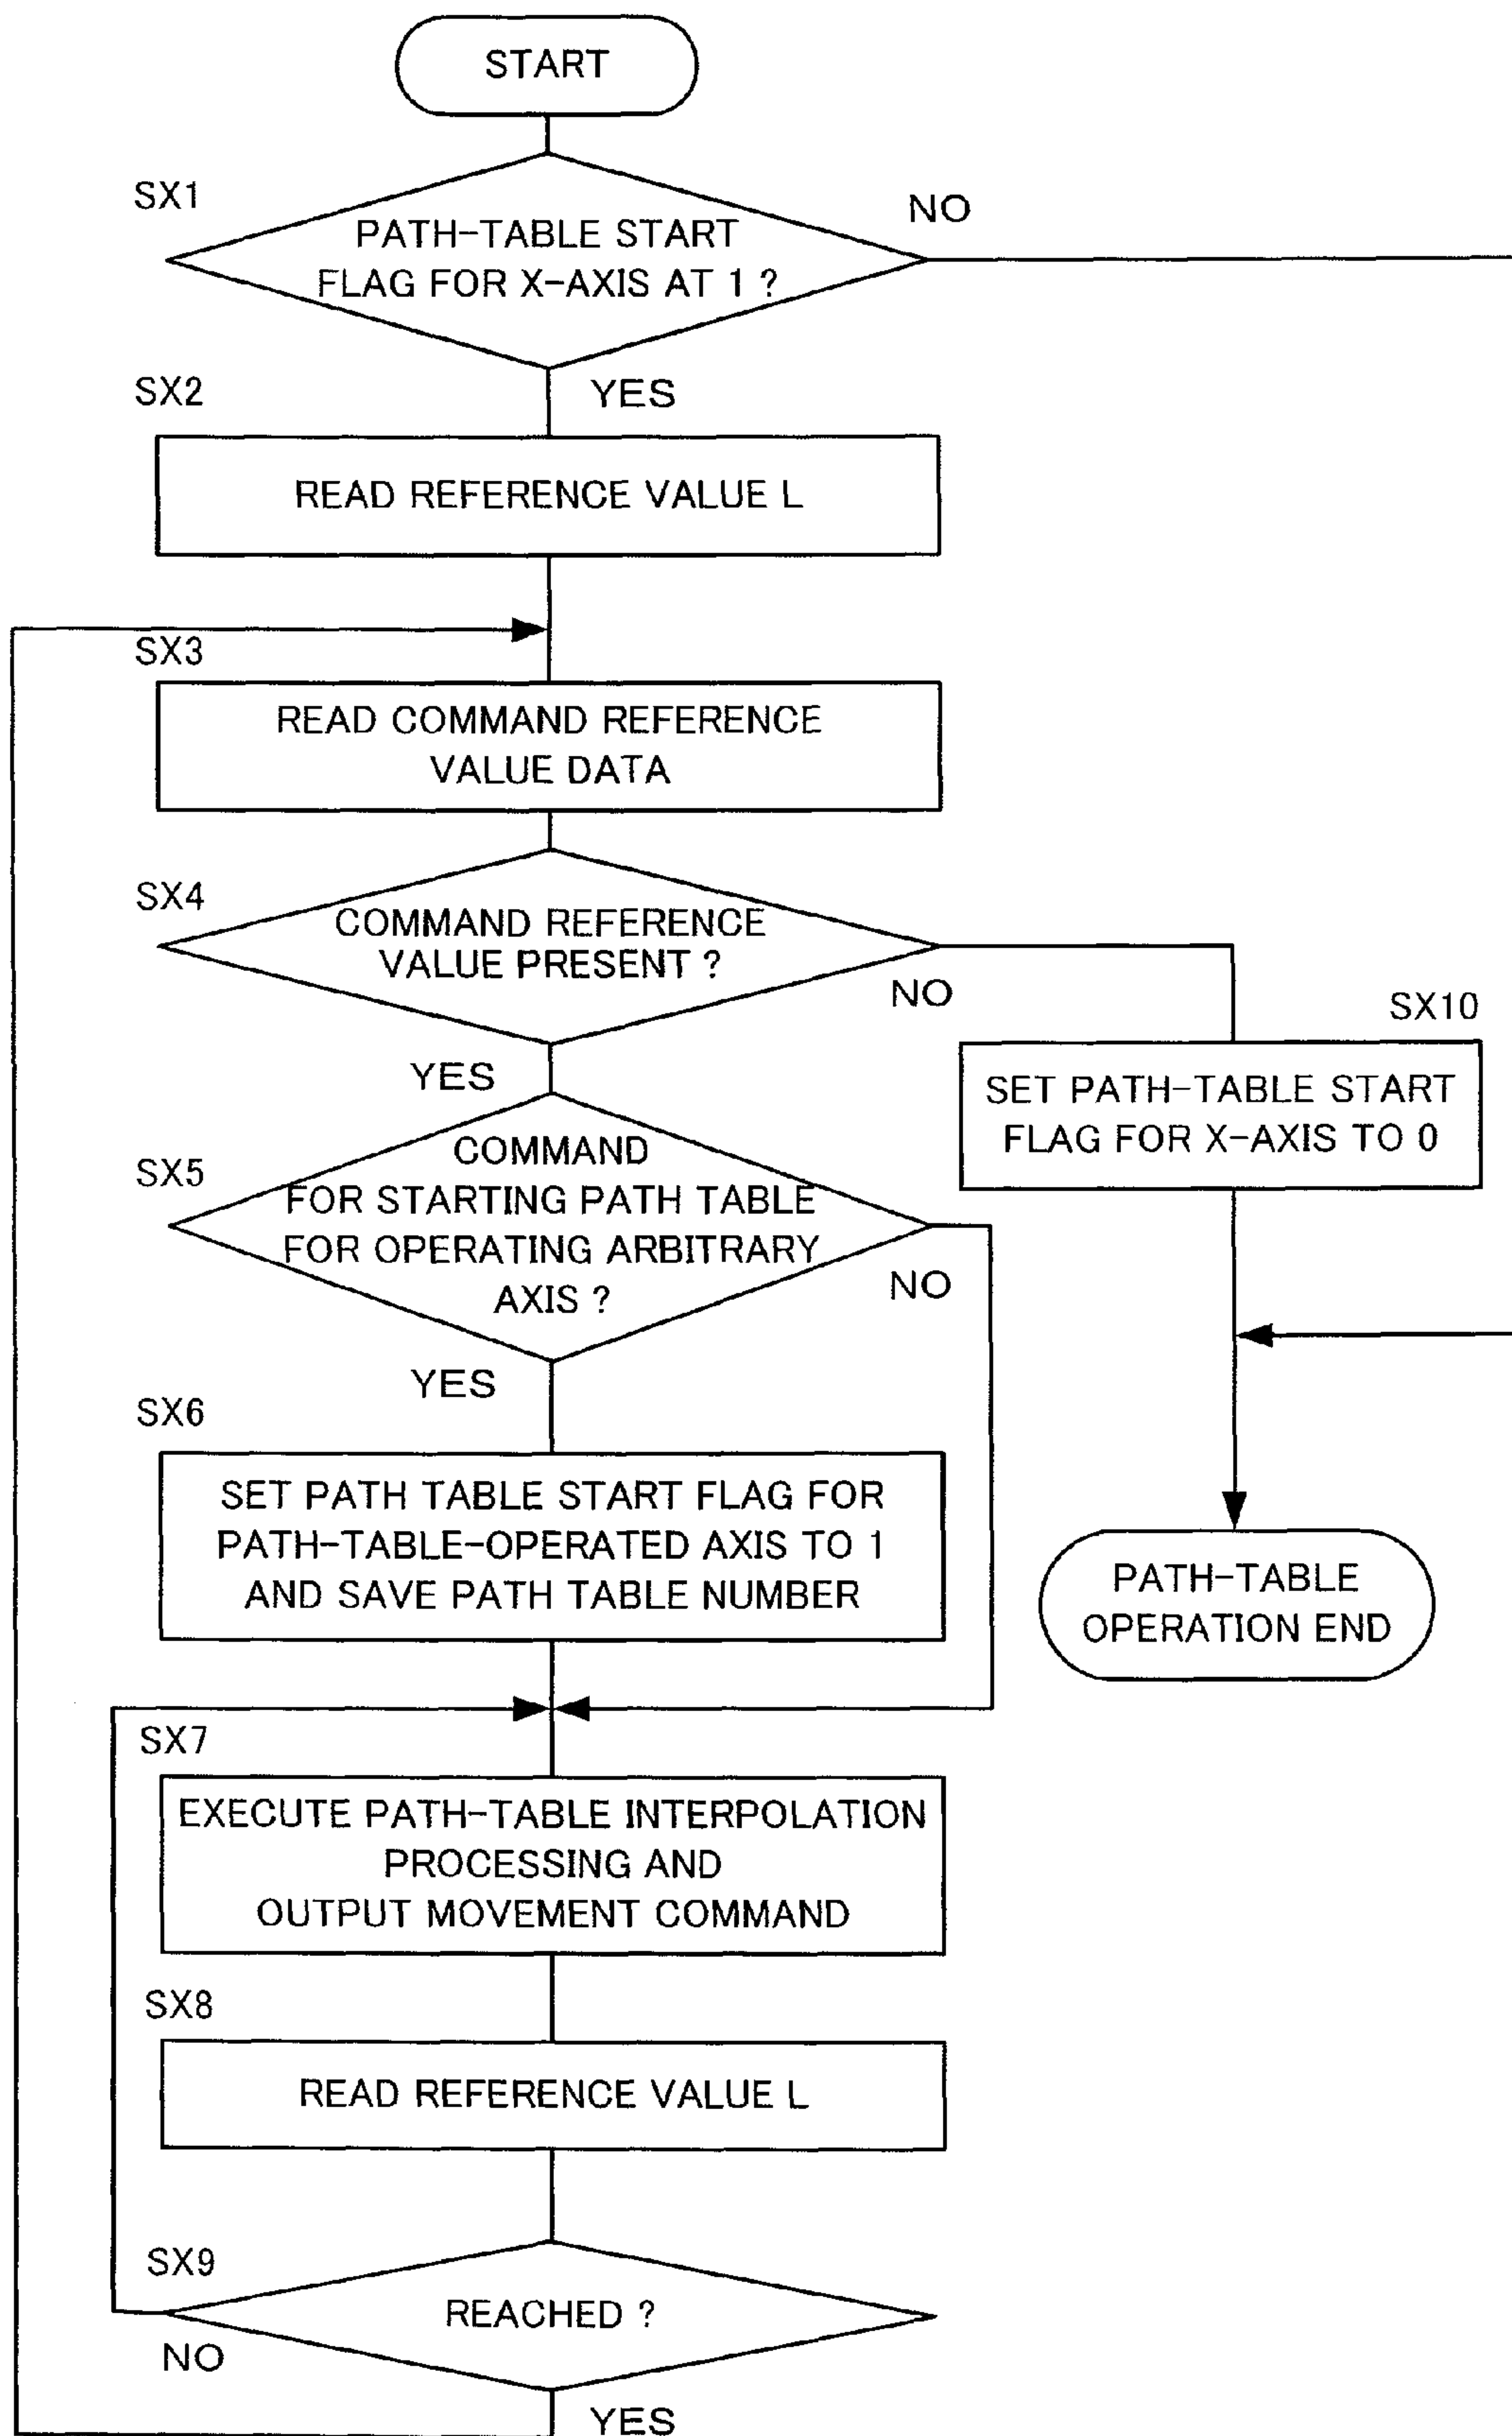 START
SX1
NO
PATH-TABLE START
FLAG FOR X-AXIS AT 1 ?
SX2
YES
READ REFERENCE VALUE L
SX3
READ COMMAND REFERENCE
VALUE DATA
SX4
COMMAND REFERENCE
VALUE PRESENT ?
NO
SX10
YES
SET PATH-TABLE START
FLAG FOR X-AXIS TO 0
SX5
COMMAND
FOR STARTING PATH TABLE
FOR OPERATING ARBITRARY
AXIS ?
NO
YES
SX6
SET PATH TABLE START FLAG FOR
PATH-TABLE-OPERATED AXIS TO 1
AND SAVE PATH TABLE NUMBER
PATH-TABLE
OPERATION END
SX7
EXECUTE PATH-TABLE INTERPOLATION
PROCESSING AND
OUTPUT MOVEMENT COMMAND
SX8
READ REFERENCE VALUE L
SX9
REACHED ?
NO
YES